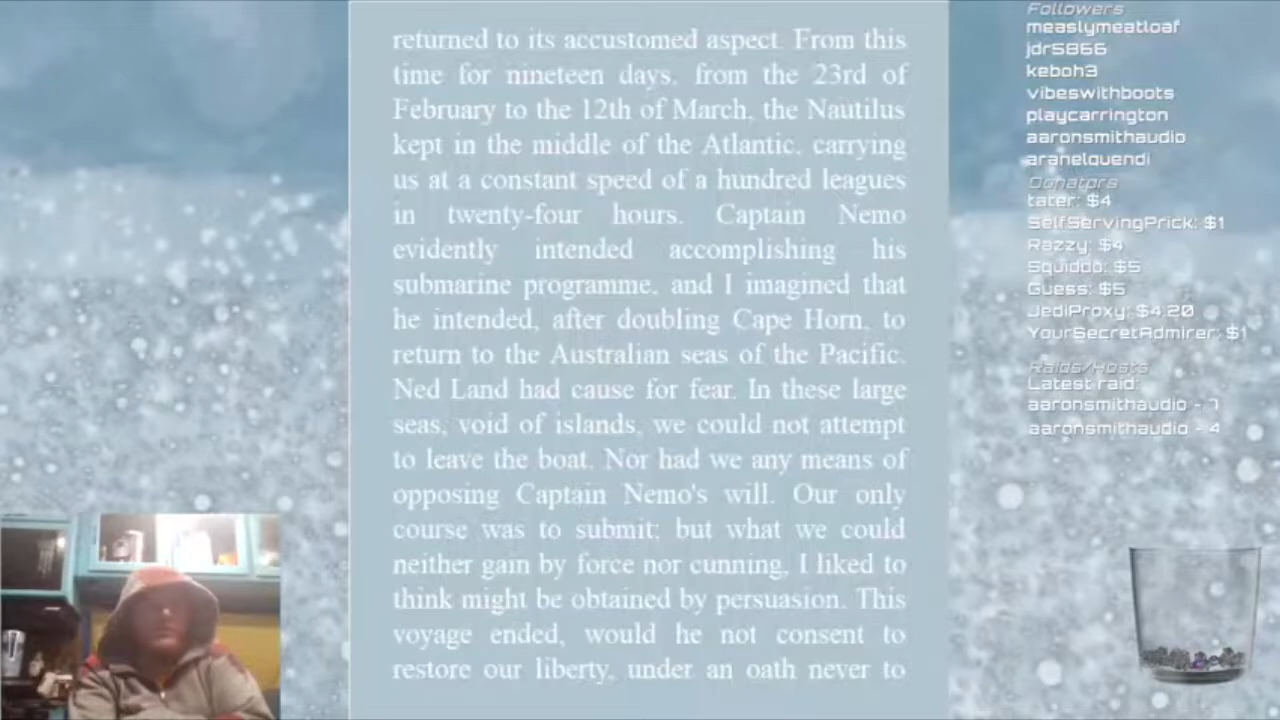 returned to its accustomed aspect. From this
time for nineteen days, from the 23rd of
February to the 12th of March, the Nautilus
kept in the middle of the Atlantic, carrying
us at a constant speed of a hundred leagues
in twenty-four hours. Captain Nemo
evidently intended accomplishing his
submarine programme, and I imagined that
he intended, after doubling Cape Horn, to
return to the Australian seas of the Pacific.
Ned Land had cause for fear. In these large
seas, void of islands, we could not attempt
to leave the boat. Nor had we any means of
opposing Captain Nemo's will. Our only
course was to submit; but what we could
neither gain by force nor cunning, I liked to
think might be obtained by persuasion. This
voyage ended, would he not consent to
restore our liberty, under an oath never to
Followers
measlymeatloaf
jdr5866
keboh3
vibeswithboots
playcarrington
aaronsmithaudio
aranelquendi
Donators
tater: $4
SelfServingPrick: $1
Razzy: $4
Squidoo: $5
Guess: $5
JediProxy: $4.20
YourSecretAdmirer: $1
Raids/Hosts
Latest raid:
aaronsmithaudio - 7
aaronsmithaudio - 4